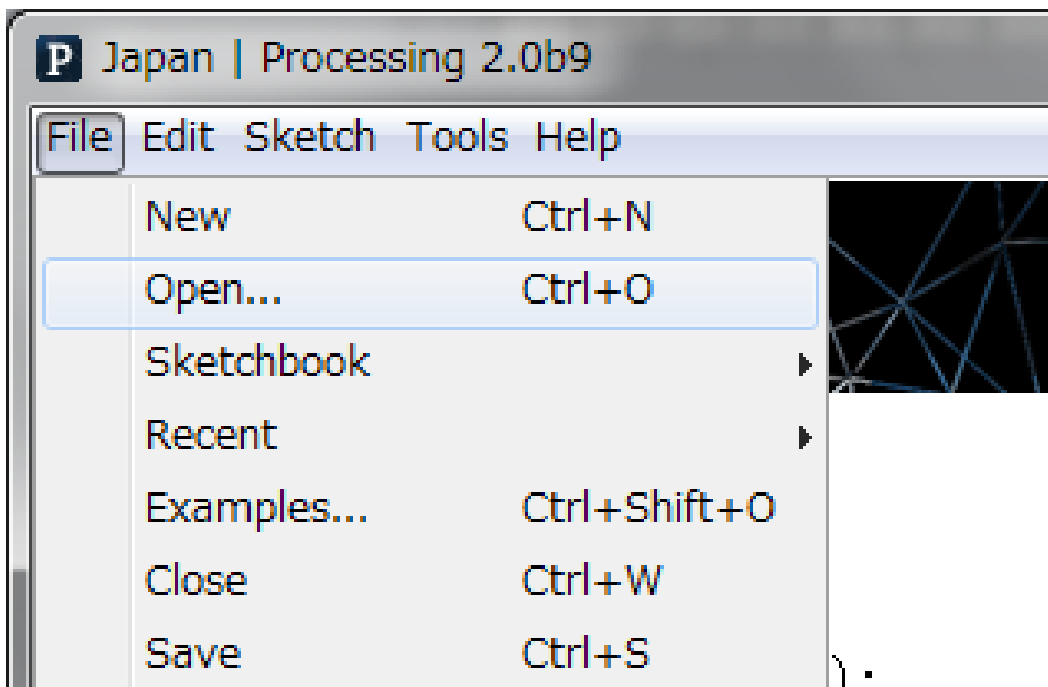 P Japan | Processing 2.0b9
File Edit Sketch Tools Help
New Ctrl+N
Open... Ctrl+O
Sketchbook
Recent
Examples... Ctrl+Shift+O
Close Ctrl+W
Save Ctrl+S
).